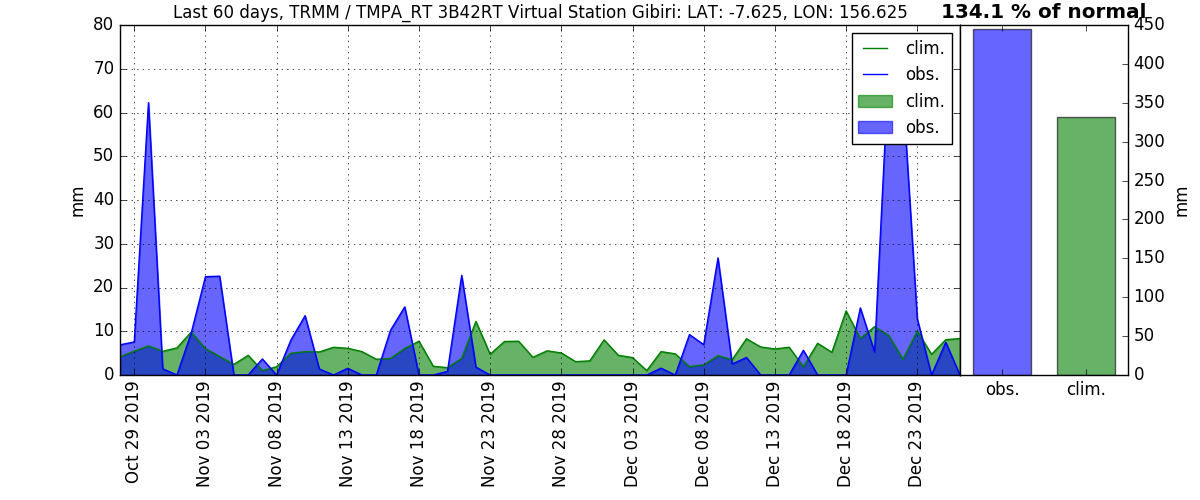 Last 60 days, TRMM / TMPA_RT 3B42RT Virtual Station Gibiri: LAT: -7.625, LON: 156.625
134.1 % of normal
80
70
60
50
40
30
20
10
0
mm
clim.
obs.
clim.
obs.
450
400
350
300
250
200
150
100
50
0
mm
obs.
clim.
Oct 29 2019
Nov 03 2019
Nov 08 2019
Nov 13 2019
Nov 18 2019
Nov 23 2019
Nov 28 2019
Dec 03 2019
Dec 08 2019
Dec 13 2019
Dec 18 2019
Dec 23 2019